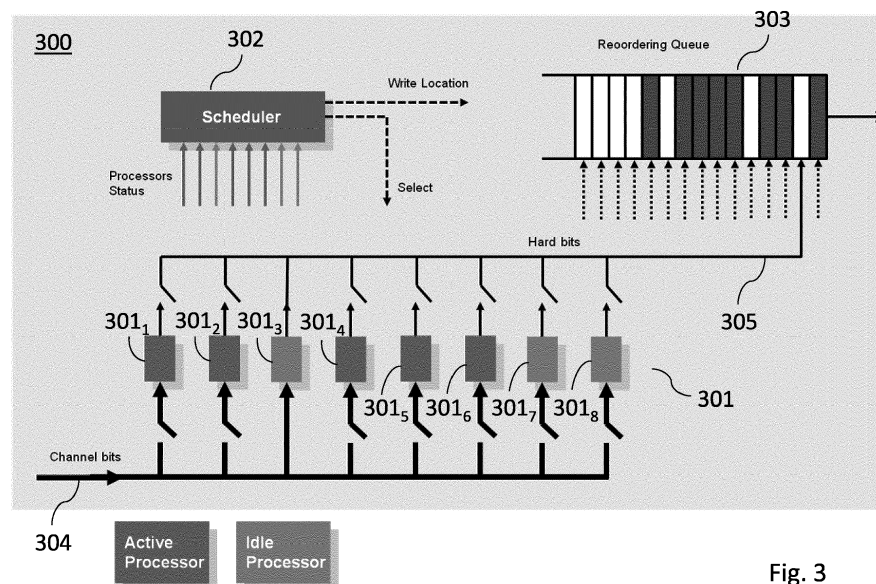 300
302
303
Reordering Queue
Write Location
Scheduler
Processors
Status
Select
Hard bits
305
301₁
301₂
301₃
301₄
301₅
301₆
301₇
301₈
301
Channel bits
304
Active
Processor
Idle
Processor
Fig. 3